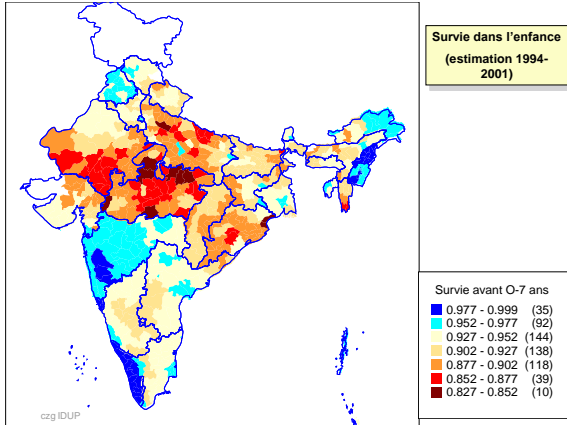 Survie dans l'enfance
(estimation 1994-
2001)
Survie avant O-7 ans
0.977 - 0.999 (35)
0.952 - 0.977 (92)
0.927 - 0.952 (144)
0.902 - 0.927 (138)
0.877 - 0.902 (118)
0.852 - 0.877 (39)
0.827 - 0.852 (10)
czg IDUP